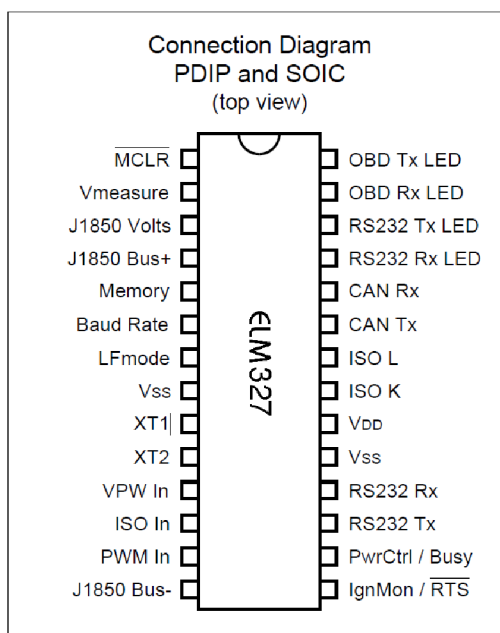 Connection Diagram
PDIP and SOIC
(top view)
MCLR
Vmeasure
J1850 Volts
J1850 Bus+
Memory
Baud Rate
LFmode
Vss
XT1
XT2
VPW In
ISO In
PWM In
J1850 Bus-
ELM327
OBD Tx LED
OBD Rx LED
RS232 Tx LED
RS232 Rx LED
CAN Rx
CAN Tx
ISO L
ISO K
VDD
Vss
RS232 Rx
RS232 Tx
PwrCtrl / Busy
IgnMon / RTS